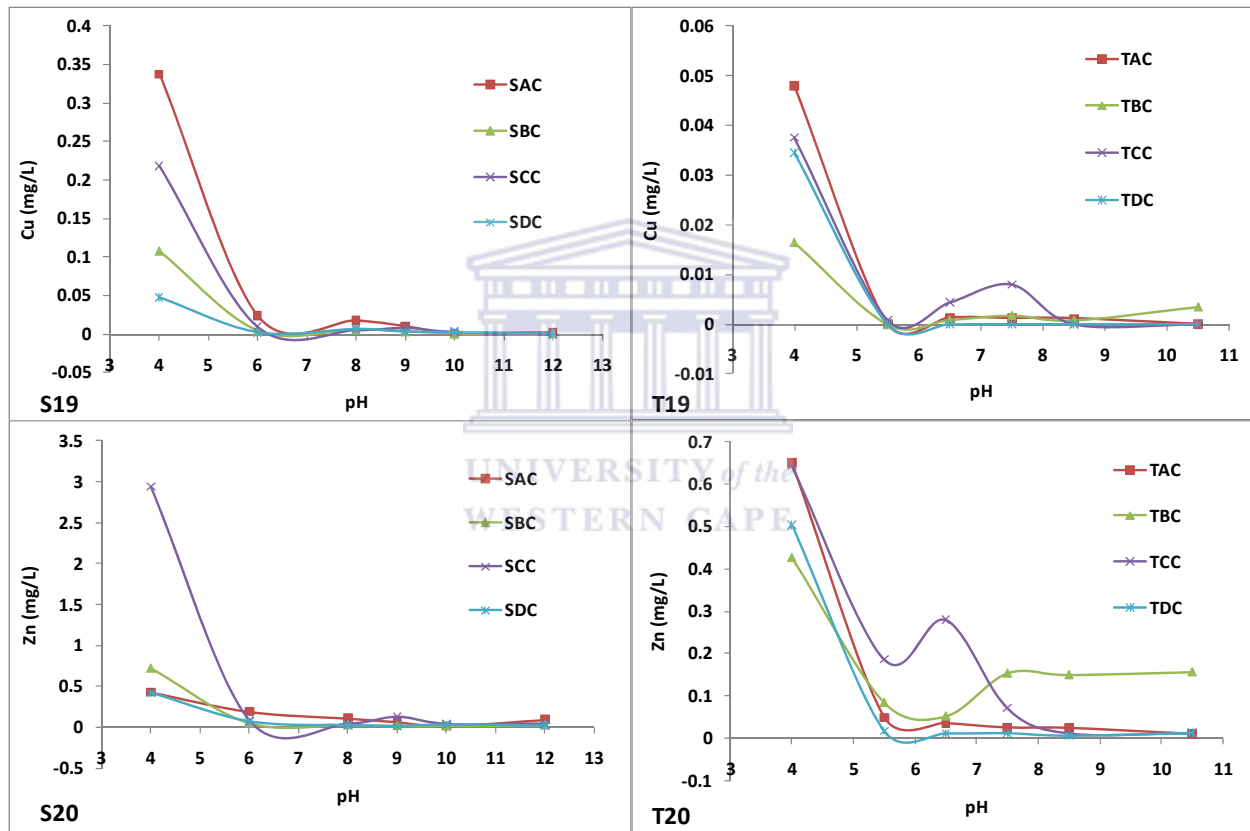 0.4
0.35
0.3
0.25
0.2
0.15
0.1
0.05
0
-0.05
Cu (mg/L)
3 4 5 6 7 8 9 10 11 12 13
pH
SAC
SBC
SCC
SDC
S19
0.06
0.05
0.04
0.03
0.02
0.01
0
-0.01
Cu (mg/L)
3 4 5 6 7 8 9 10 11
pH
TAC
TBC
TCC
TDC
T19
UNIVERSITY of the
WESTERN CAPE
3.5
3
2.5
2
1.5
1
0.5
0
-0.5
Zn (mg/L)
3 4 5 6 7 8 9 10 11 12 13
pH
SAC
SBC
SCC
SDC
S20
0.7
0.6
0.5
0.4
0.3
0.2
0.1
0
-0.1
Zn (mg/L)
3 4 5 6 7 8 9 10 11
pH
TAC
TBC
TCC
TDC
T20